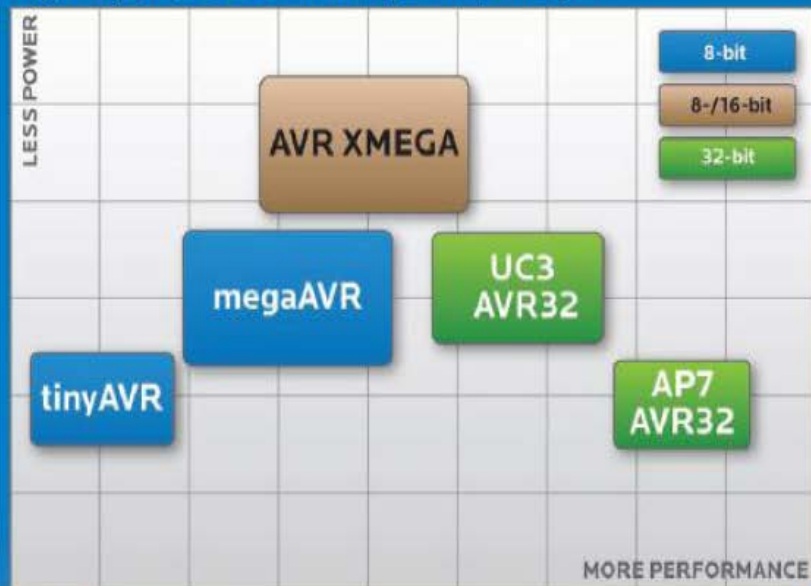 LESS POWER
8-bit
8-/16-bit
32-bit
AVR XMEGA
megaAVR
UC3
AVR32
tinyAVR
AP7
AVR32
MORE PERFORMANCE